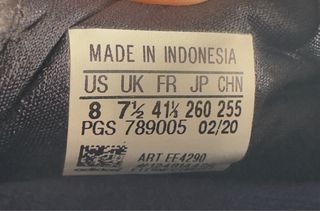 MADE IN INDONESIA
US UK FR JP CHN
8 7½ 41⅓ 260 255
PGS 789005 02/20
ART EE4290